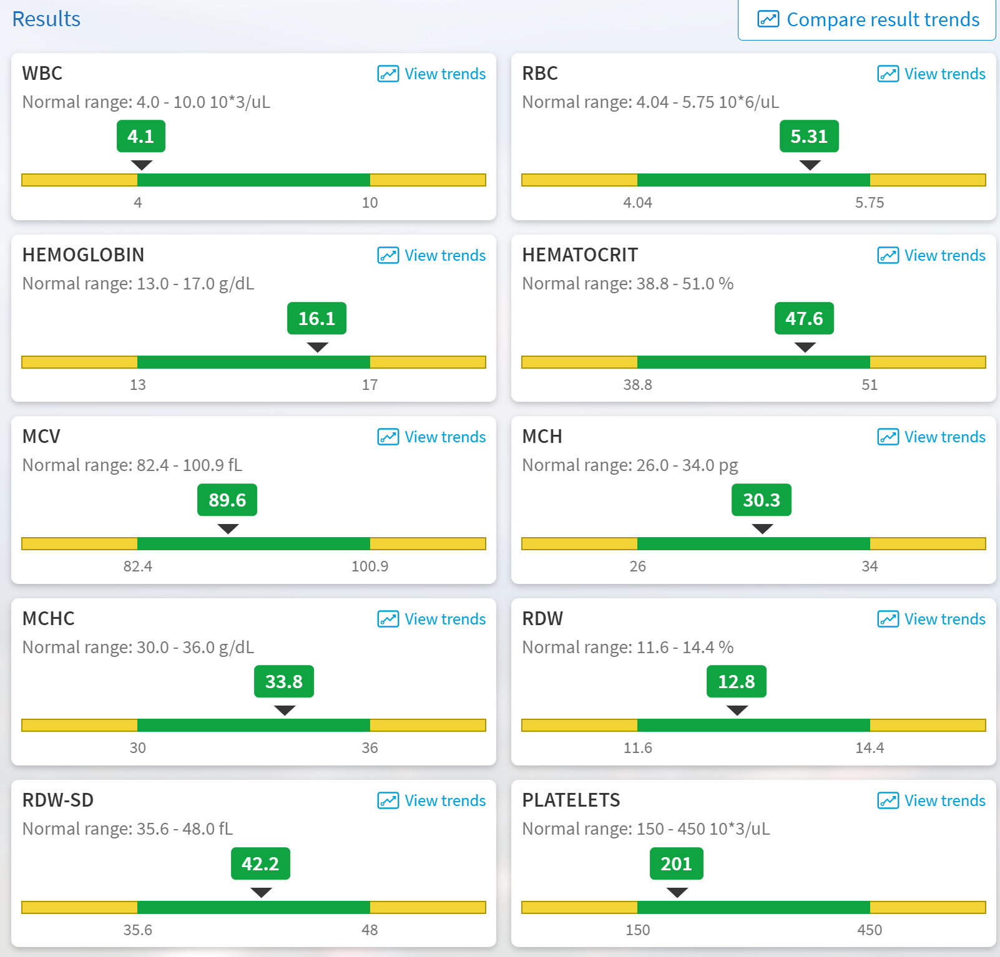 Results
Compare result trends
WBC
View trends
Normal range: 4.0 - 10.0 10*3/uL
4.1
4
10
RBC
View trends
Normal range: 4.04 - 5.75 10*6/uL
5.31
4.04
5.75
HEMOGLOBIN
View trends
Normal range: 13.0 - 17.0 g/dL
16.1
13
17
HEMATOCRIT
View trends
Normal range: 38.8 - 51.0 %
47.6
38.8
51
MCV
View trends
Normal range: 82.4 - 100.9 fL
89.6
82.4
100.9
MCH
View trends
Normal range: 26.0 - 34.0 pg
30.3
26
34
MCHC
View trends
Normal range: 30.0 - 36.0 g/dL
33.8
30
36
RDW
View trends
Normal range: 11.6 - 14.4 %
12.8
11.6
14.4
RDW-SD
View trends
Normal range: 35.6 - 48.0 fL
42.2
35.6
48
PLATELETS
View trends
Normal range: 150 - 450 10*3/uL
201
150
450